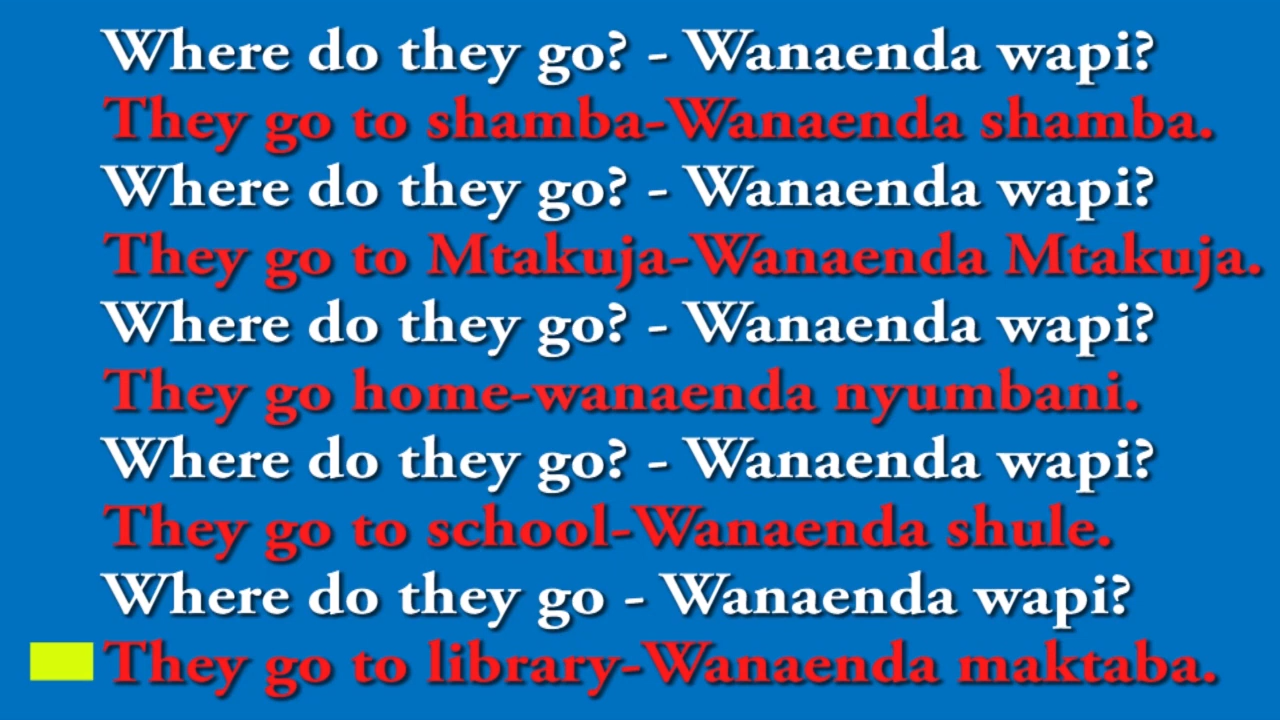 Where do they go? - Wanaenda wapi?
They go to shamba-Wanaenda shamba.
Where do they go? - Wanaenda wapi?
They go to Mtakuja-Wanaenda Mtakuja.
Where do they go? - Wanaenda wapi?
They go home-wanaenda nyumbani.
Where do they go? - Wanaenda wapi?
They go to school-Wanaenda shule.
Where do they go - Wanaenda wapi?
They go to library-Wanaenda maktaba.